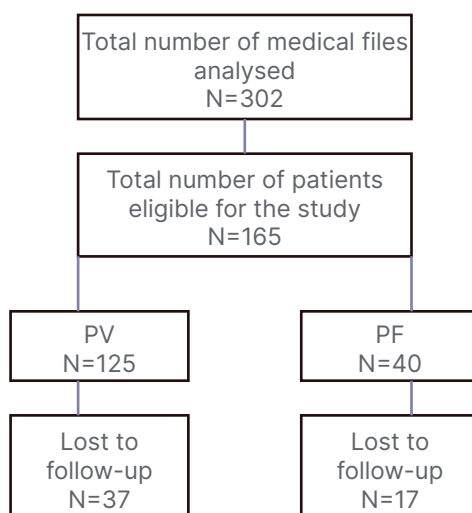 Total number of medical files
analysed
N=302
Total number of patients
eligible for the study
N=165
PV
N=125
PF
N=40
Lost to
follow-up
N=37
Lost to
follow-up
N=17